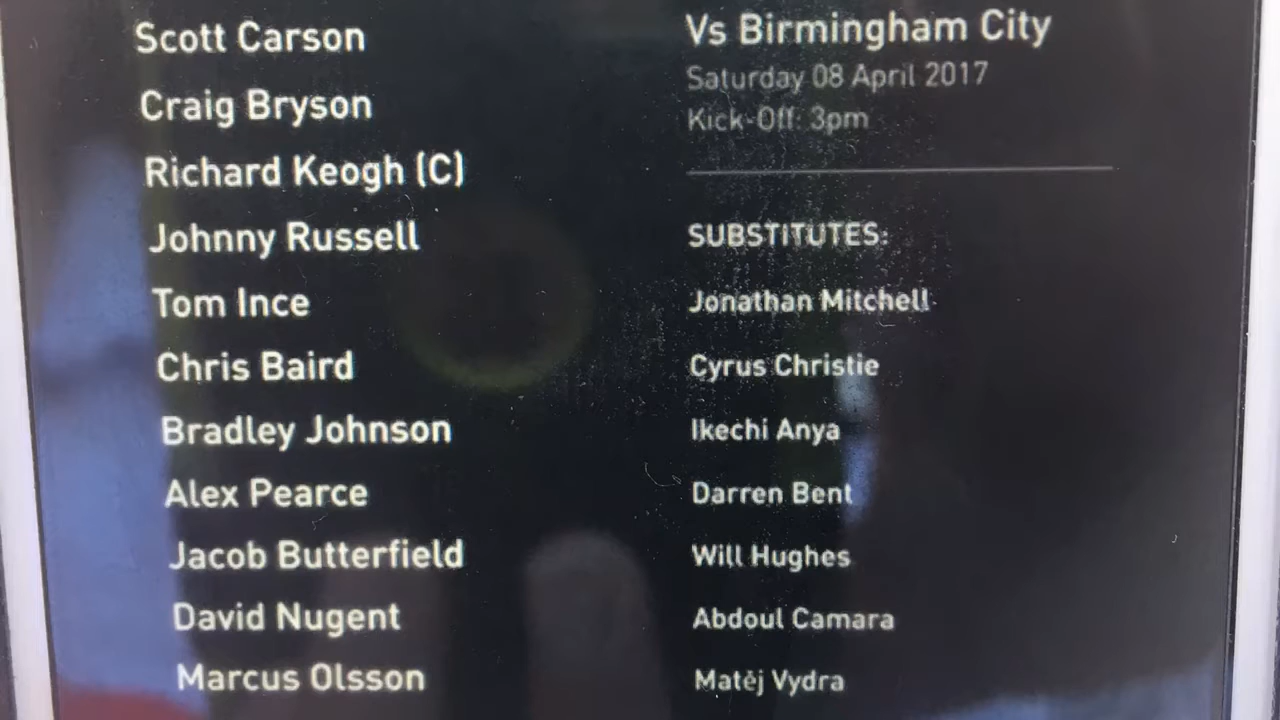 Scott Carson
Craig Bryson
Richard Keogh (C)
Johnny Russell
Tom Ince
Chris Baird
Bradley Johnson
Alex Pearce
Jacob Butterfield
David Nugent
Marcus Olsson
Vs Birmingham City
Saturday 08 April 2017
Kick-Off: 3pm
SUBSTITUTES:
Jonathan Mitchell
Cyrus Christie
Ikechi Anya
Darren Bent
Will Hughes
Abdoul Camara
Matěj Vydra